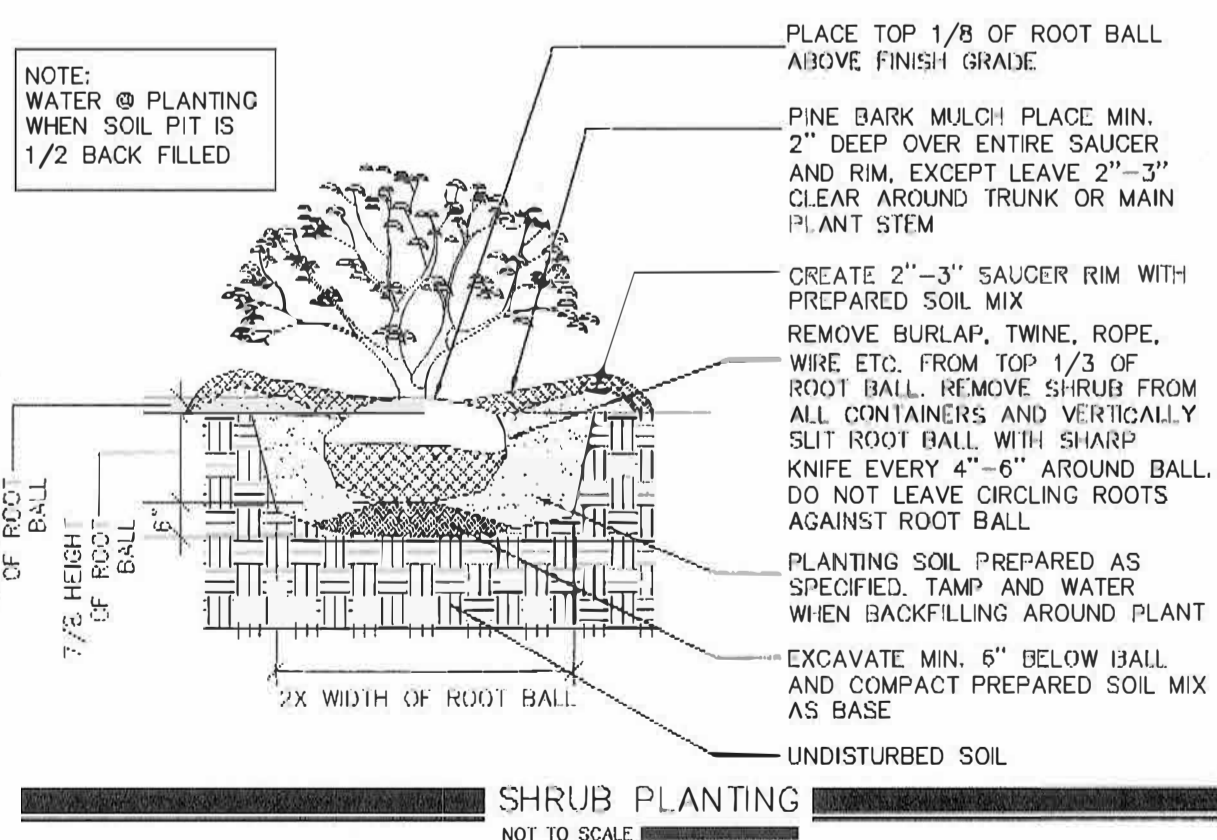 NOTE:
WATER @ PLANTING
WHEN SOIL PIT IS
1/2 BACK FILLED
PLACE TOP 1/8 OF ROOT BALL
ABOVE FINISH GRADE
PINE BARK MULCH PLACE MIN.
2" DEEP OVER ENTIRE SAUCER
AND RIM, EXCEPT LEAVE 2"-3"
CLEAR AROUND TRUNK OR MAIN
PLANT STEM
CREATE 2"-3" SAUCER RIM WITH
PREPARED SOIL MIX
REMOVE BURLAP, TWINE, ROPE,
WIRE ETC. FROM TOP 1/3 OF
ROOT BALL. REMOVE SHRUB FROM
ALL CONTAINERS AND VERTICALLY
SLIT ROOT BALL WITH SHARP
KNIFE EVERY 4"-6" AROUND BALL.
DO NOT LEAVE CIRCLING ROOTS
AGAINST ROOT BALL
PLANTING SOIL PREPARED AS
SPECIFIED. TAMP AND WATER
WHEN BACKFILLING AROUND PLANT
EXCAVATE MIN. 6" BELOW BALL
AND COMPACT PREPARED SOIL MIX
AS BASE
UNDISTURBED SOIL
OF ROOT
BALL
7/8 HEIGHT
OF ROOT
BALL
6"
2X WIDTH OF ROOT BALL
SHRUB PLANTING
NOT TO SCALE